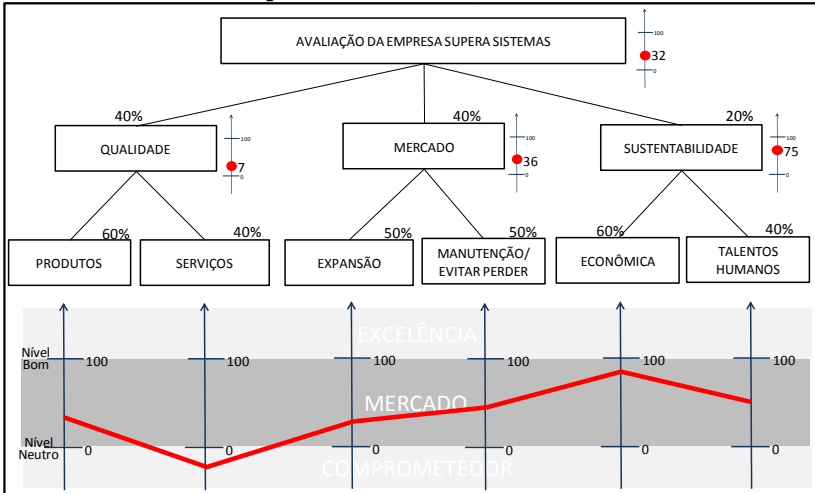 AVALIAÇÃO DA EMPRESA SUPERA SISTEMAS
100
32
0
40%
40%
20%
QUALIDADE
100
7
0
MERCADO
100
36
0
SUSTENTABILIDADE
100
75
0
60%
40%
50%
50%
60%
40%
PRODUTOS
SERVIÇOS
EXPANSÃO
MANUTENÇÃO/
EVITAR PERDER
ECONÔMICA
TALENTOS
HUMANOS
EXCELÊNCIA
Nível
Bom
100
100
100
100
100
100
MERCADO
Nível
Neutro
0
0
0
0
0
0
COMPROMETEDOR